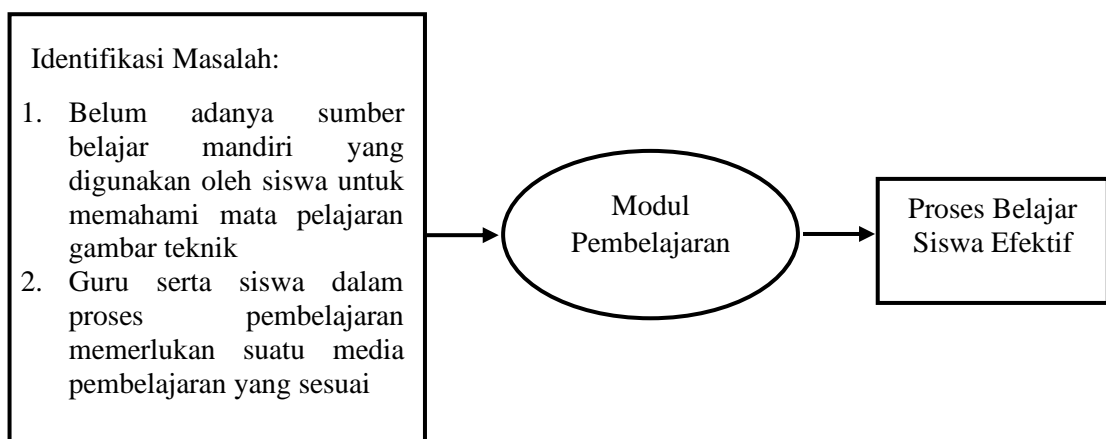 Identifikasi Masalah:
1. Belum adanya sumber
belajar mandiri yang
digunakan oleh siswa untuk
memahami mata pelajaran
gambar teknik
2. Guru serta siswa dalam
proses pembelajaran
memerlukan suatu media
pembelajaran yang sesuai
Modul
Pembelajaran
Proses Belajar
Siswa Efektif